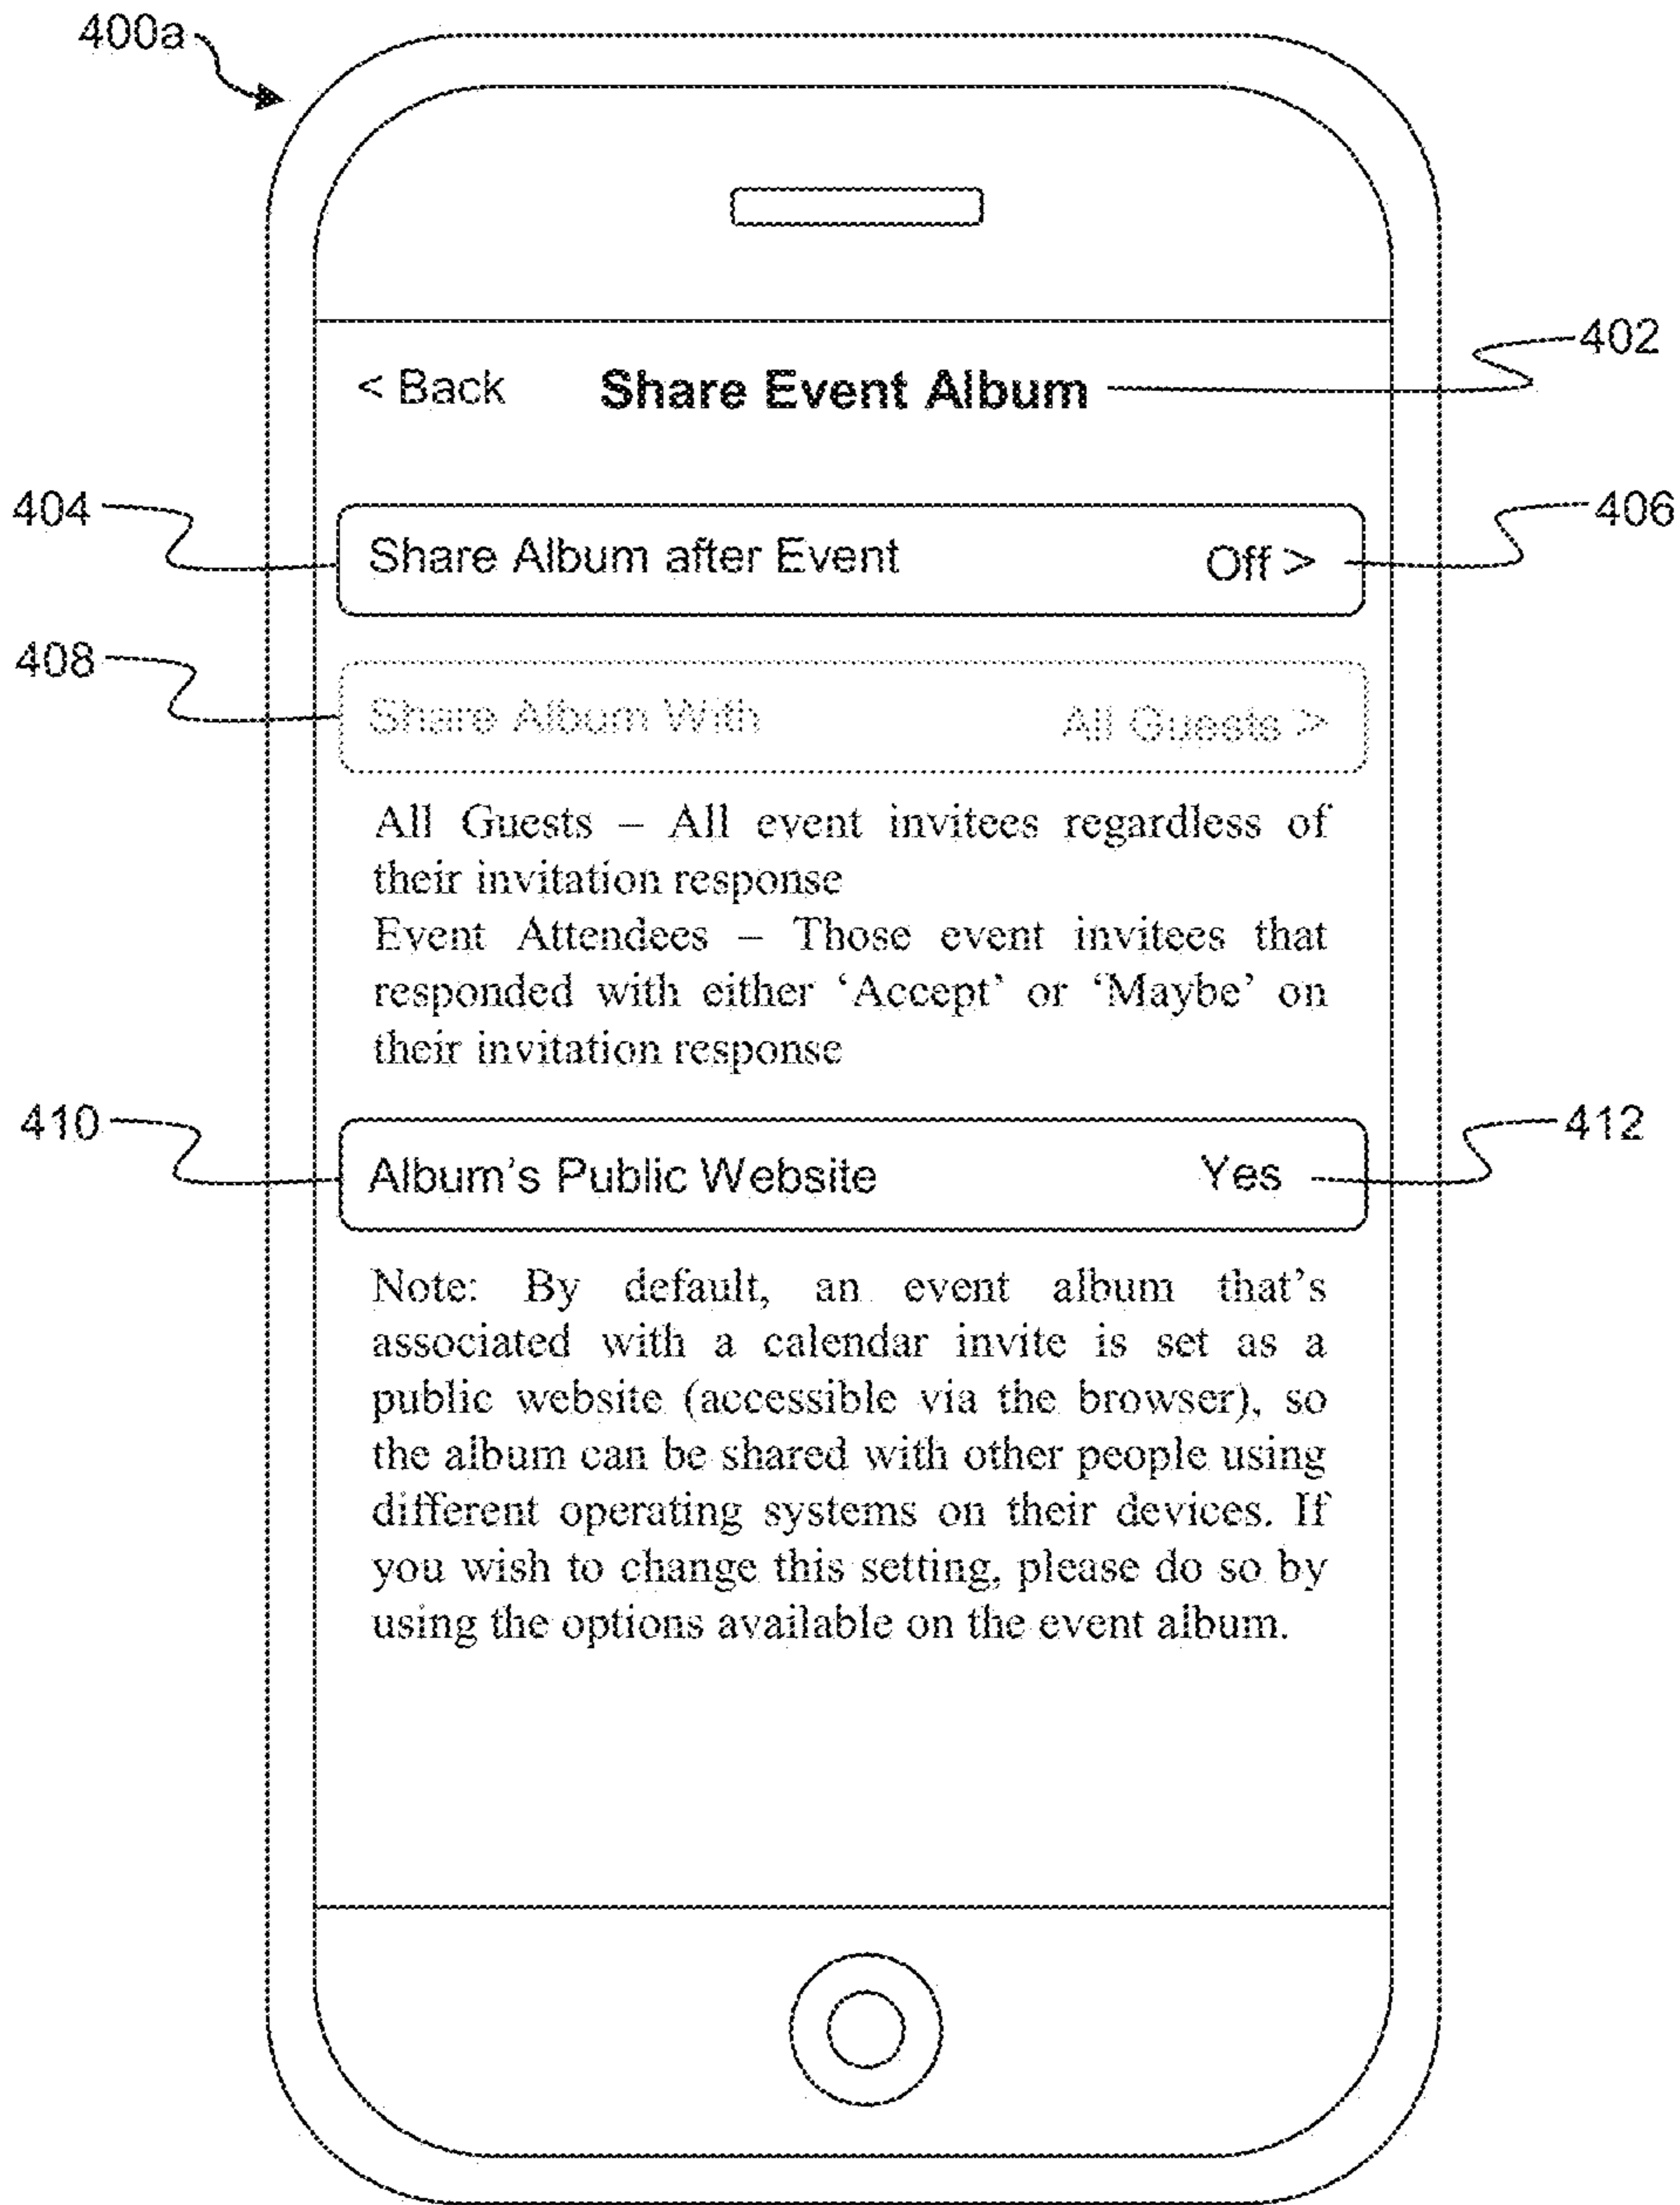 400a
402
< Back Share Event Album
404
406
Share Album after Event Off >
408
Share Album With All Guests >
All Guests – All event invitees regardless of
their invitation response
Event Attendees – Those event invitees that
responded with either ‘Accept’ or ‘Maybe’ on
their invitation response
410
412
Album’s Public Website Yes
Note: By default, an event album that’s
associated with a calendar invite is set as a
public website (accessible via the browser), so
the album can be shared with other people using
different operating systems on their devices. If
you wish to change this setting, please do so by
using the options available on the event album.